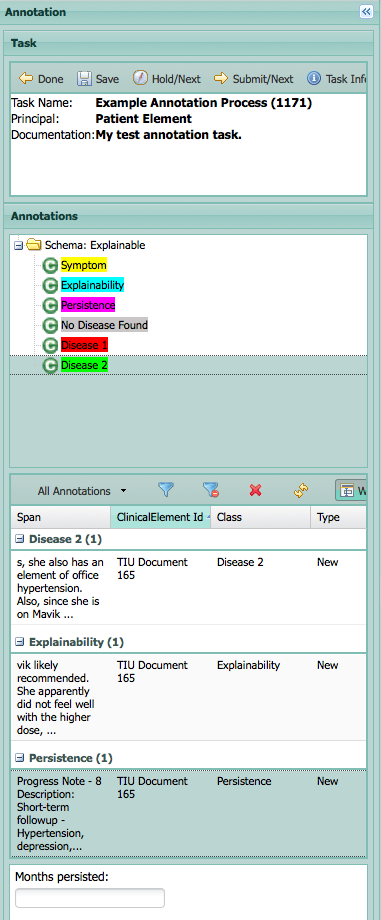 Annotation
Task
Done Save Hold/Next Submit/Next Task Info
Task Name: Example Annotation Process (1171)
Principal: Patient Element
Documentation: My test annotation task.
Annotations
Schema: Explainable
Symptom
Explainability
Persistence
No Disease Found
Disease 1
Disease 2
All Annotations W
Span ClinicalElement Id Class Type
Disease 2 (1)
s, she also has an TIU Document Disease 2 New
element of office 165
hypertension.
Also, since she is
on Mavik ...
Explainability (1)
vik likely TIU Document Explainability New
recommended. 165
She apparently
did not feel well
with the higher
dose, ...
Persistence (1)
Progress Note - 8 TIU Document Persistence New
Description: 165
Short-term
followup -
Hypertension,
depression,...
Months persisted: